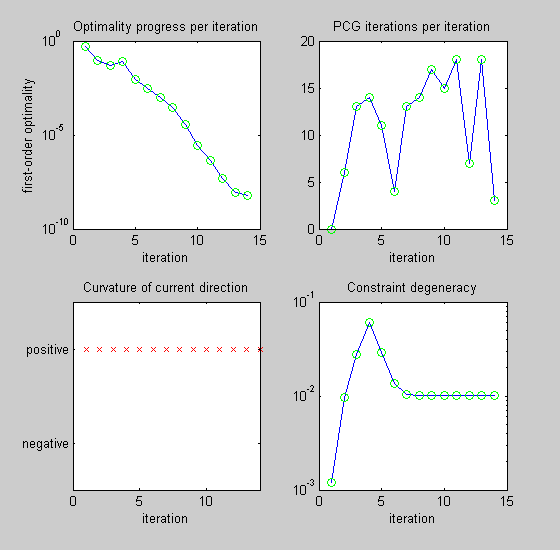 Optimality progress per iteration
10^0
10^-5
10^-10
first-order optimality
0 5 10 15
iteration
PCG iterations per iteration
20
15
10
5
0
0 5 10 15
iteration
Curvature of current direction
positive
negative
0 5 10
iteration
Constraint degeneracy
10^-1
10^-2
10^-3
0 5 10 15
iteration